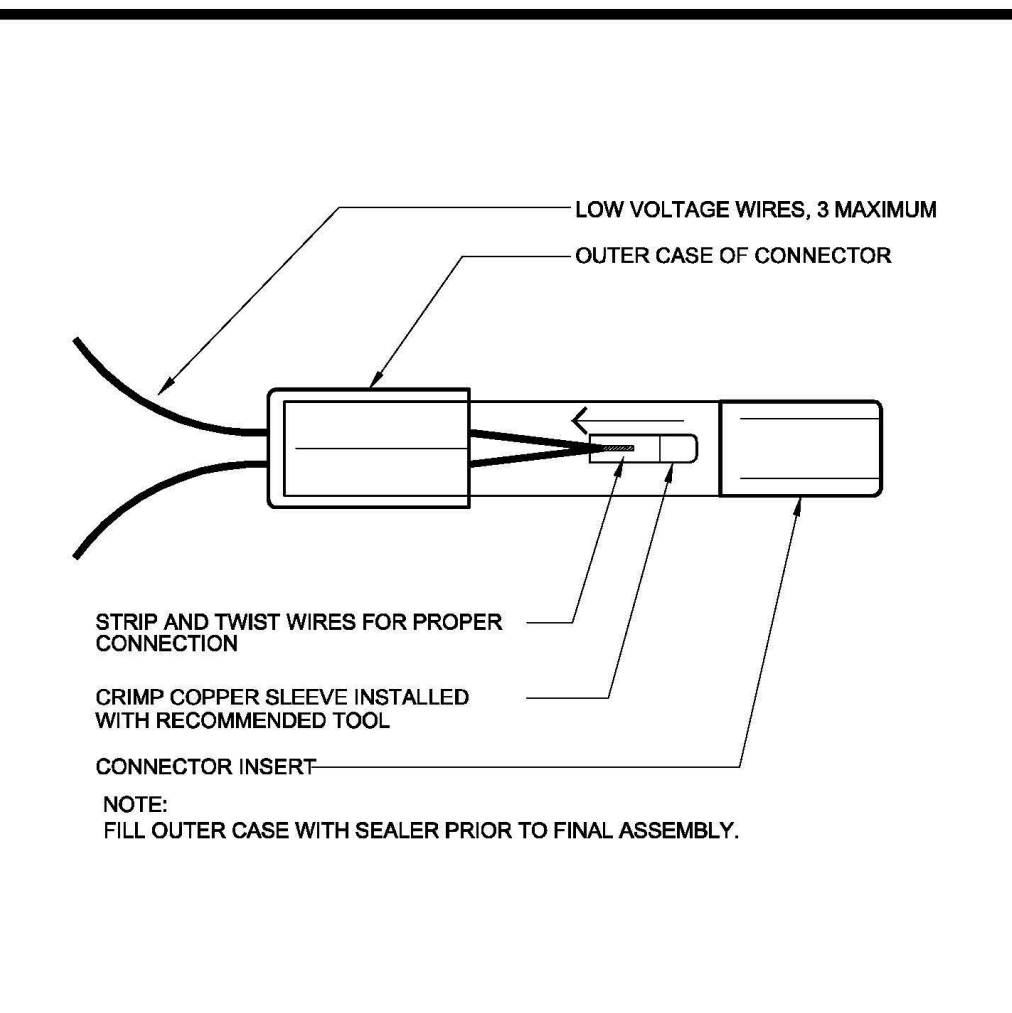 LOW VOLTAGE WIRES, 3 MAXIMUM
OUTER CASE OF CONNECTOR
STRIP AND TWIST WIRES FOR PROPER
CONNECTION
CRIMP COPPER SLEEVE INSTALLED
WITH RECOMMENDED TOOL
CONNECTOR INSERT
NOTE:
FILL OUTER CASE WITH SEALER PRIOR TO FINAL ASSEMBLY.